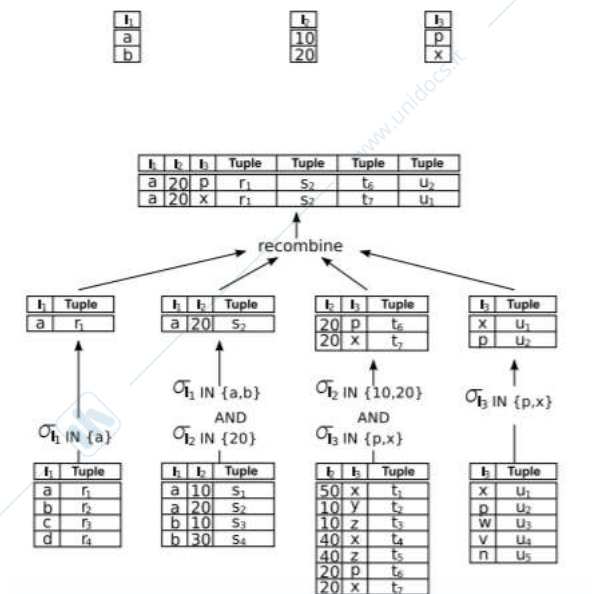 I₁ I₂ I₃
a 10 p
b 20 x
www.unidocs.it
I₁ I₂ I₃ Tuple Tuple Tuple Tuple
a 20 p r₁ s₂ t₆ u₂
a 20 x r₁ s₂ t₇ u₁
recombine
I₁ Tuple I₁ I₂ Tuple I₂ I₃ Tuple I₃ Tuple
a r₁ a 20 s₂ 20 p t₆ x u₁
20 x t₇ p u₂
σI₁ IN {a,b} σI₂ IN {10,20} σI₃ IN {p,x}
AND AND
σI₁ IN {a} σI₂ IN {20} σI₃ IN {p,x}
I₁ Tuple I₁ I₂ Tuple I₂ I₃ Tuple I₃ Tuple
a r₁ a 10 s₁ 50 x t₁ x u₁
b r₂ a 20 s₂ 10 y t₂ p u₂
c r₃ b 10 s₃ 10 z t₃ w u₃
d r₄ b 30 s₄ 40 x t₄ v u₄
40 z t₅ n u₅
20 p t₆
20 x t₇